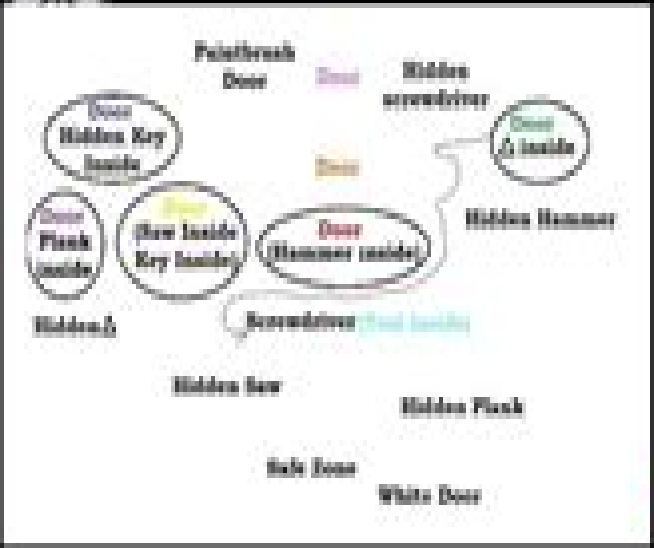 Paintbrush
Door
Door
Hidden
screwdriver
Door
Hidden Key
Inside
Door
Δ inside
Door
Door
Plank
inside
Door
(Saw Inside
Key Inside)
Door
(Hammer inside)
Hidden Hammer
HiddenΔ
Screwdriver
Hidden Saw
Hidden Plank
Safe Zone
White Door